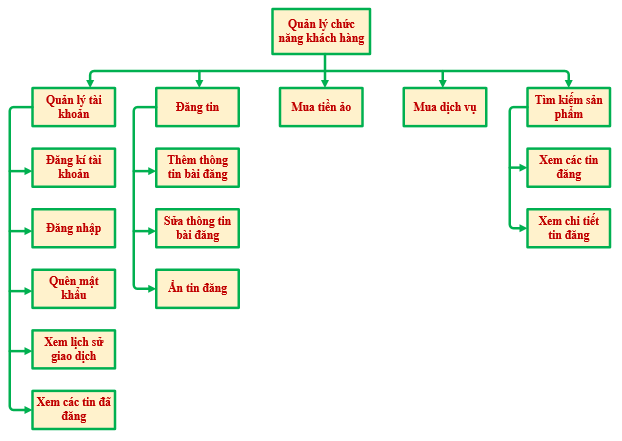 Quản lý chức
năng khách hàng
Quản lý tài
khoản
Đăng tin
Mua tiền ảo
Mua dịch vụ
Tìm kiếm sản
phẩm
Đăng kí tài
khoản
Thêm thông
tin bài đăng
Xem các tin
đăng
Đăng nhập
Sửa thông tin
bài đăng
Xem chi tiết
tin đăng
Quên mật
khẩu
Ẩn tin đăng
Xem lịch sử
giao dịch
Xem các tin đã
đăng